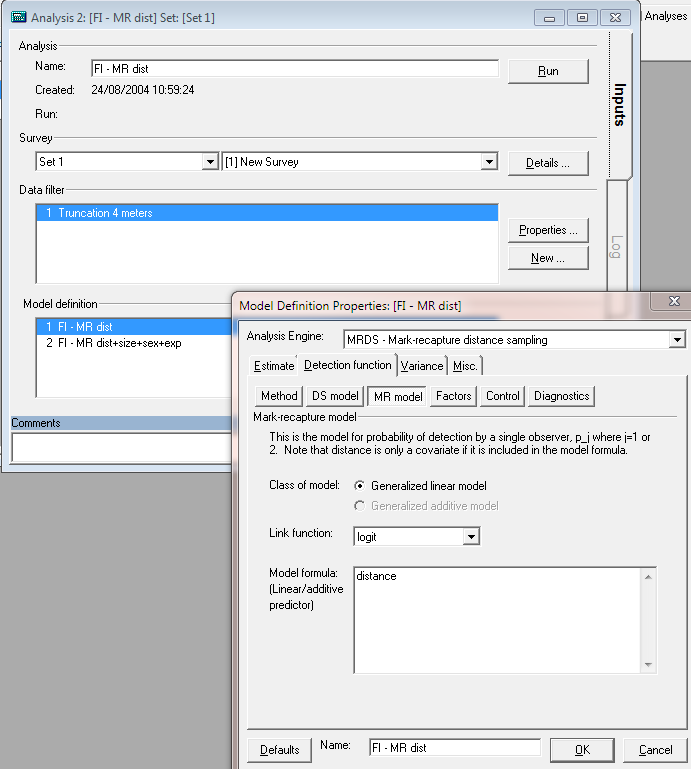 Analysis 2: [FI - MR dist] Set: [Set 1]
Analyses
Analysis
Name:
FI - MR dist
Run
Created:
24/08/2004 10:59:24
Run:
Inputs
Survey
Set 1
[1] New Survey
Details ...
Data filter
1 Truncation 4 meters
Properties ...
New ...
Log
Model definition
1 FI - MR dist
2 FI - MR dist+size+sex+exp
Comments
Model Definition Properties: [FI - MR dist]
Analysis Engine:
MRDS - Mark-recapture distance sampling
Estimate
Detection function
Variance
Misc.
Method
DS model
MR model
Factors
Control
Diagnostics
Mark-recapture model
This is the model for probability of detection by a single observer, p_j where j=1 or
2. Note that distance is only a covariate if it is included in the model formula.
Class of model:
Generalized linear model
Generalized additive model
Link function:
logit
Model formula:
(Linear/additive
predictor)
distance
Defaults
Name:
FI - MR dist
OK
Cancel